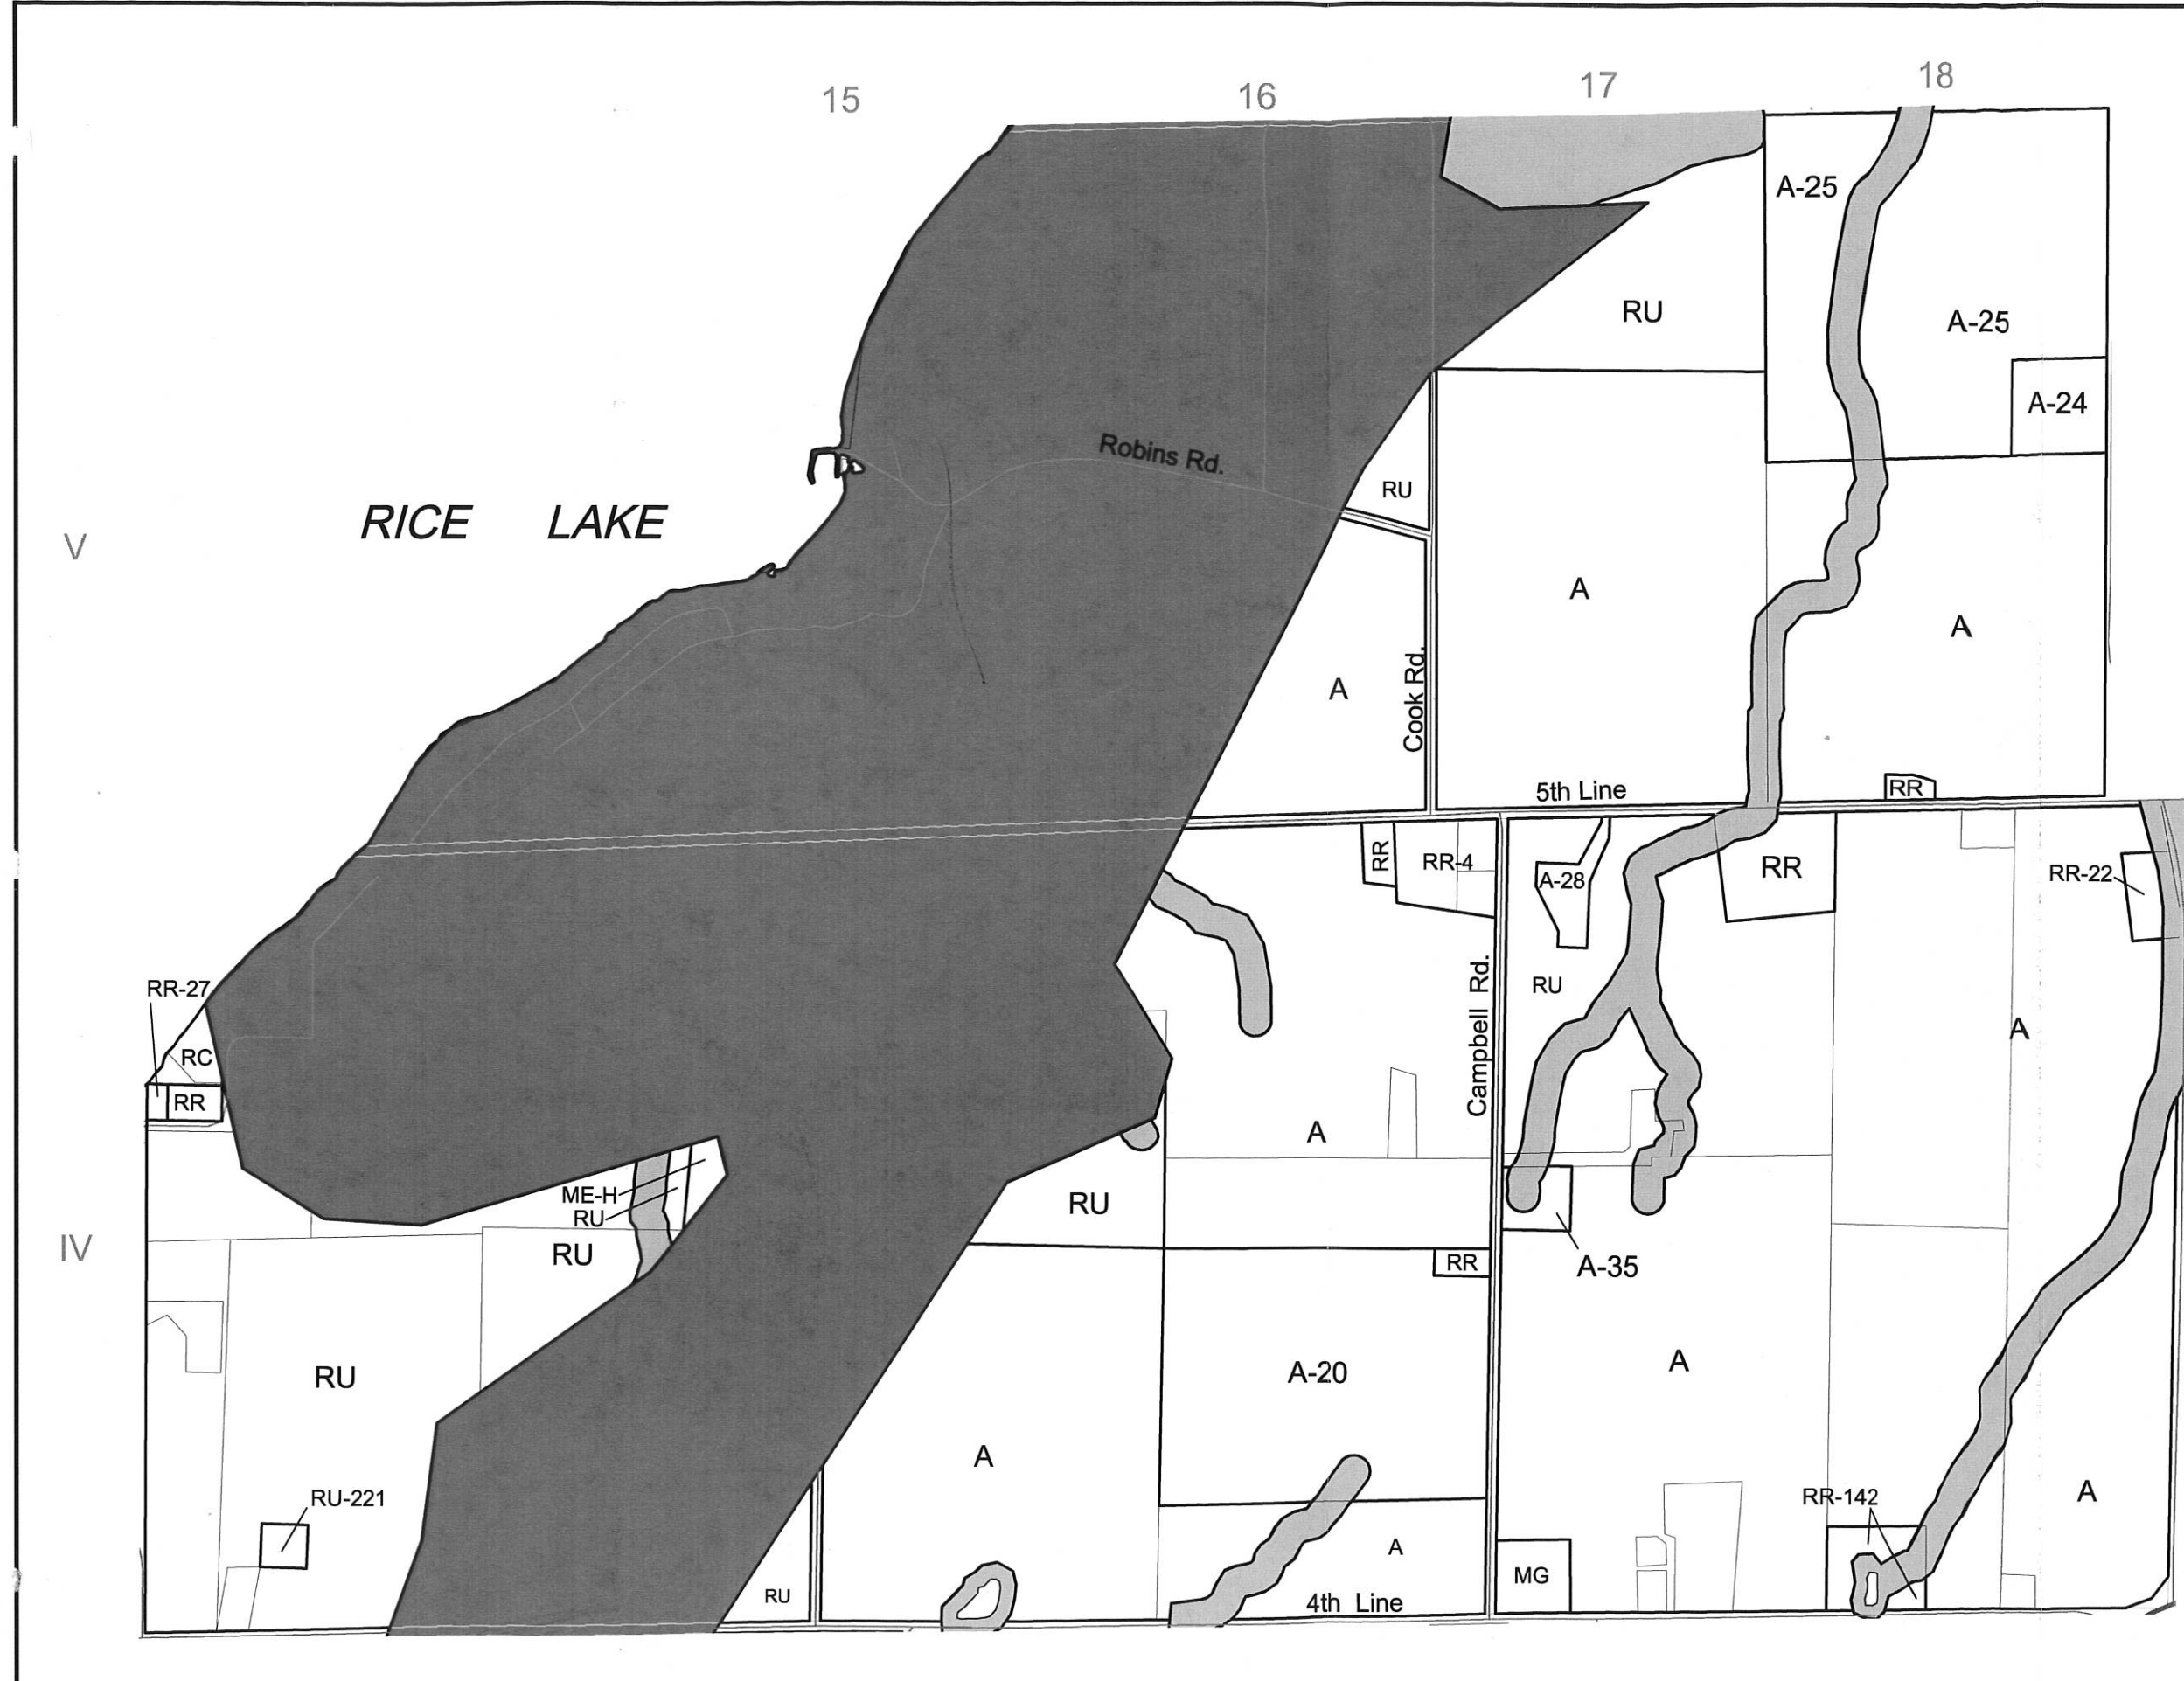 15 16 17 18
A-25
RU
A-25
A-24
Robins Rd.
RU
RICE LAKE
V
A
A
A
Cook Rd.
5th Line
RR
RR
RR-4
A-28
RR
RR-22
RR-27
RU
Campbell Rd.
A
RC
RR
A
ME-H
RU
RU
RU
IV
RR
A-35
RU
A-20
A
A
RU-221
RR-142
A
A
MG
RU
4th Line